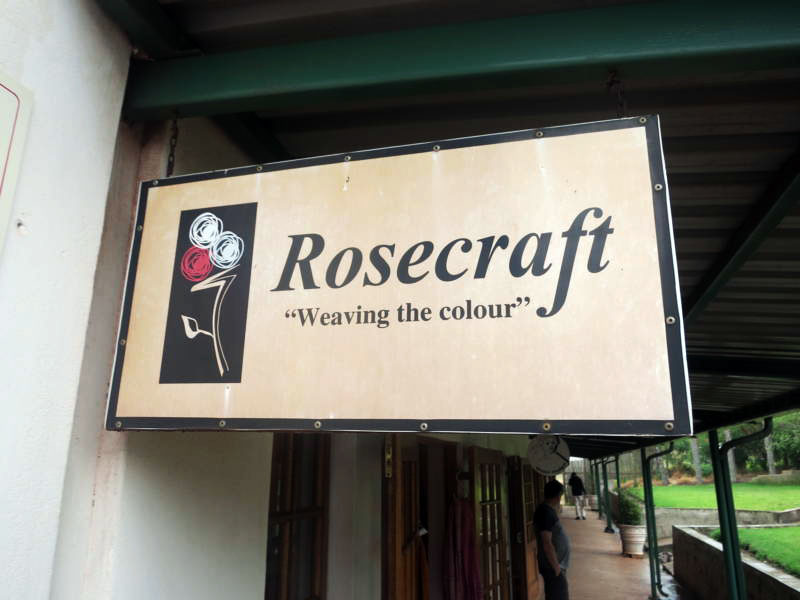 Rosecraft
“Weaving the colour”